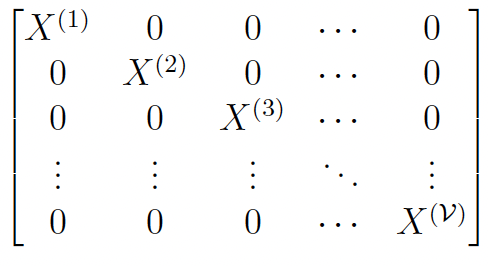 X^{(1)} 0 0 ⋯ 0
0 X^{(2)} 0 ⋯ 0
0 0 X^{(3)} ⋯ 0
⋮ ⋮ ⋮ ⋱ ⋮
0 0 0 ⋯ X^{(𝒱)}